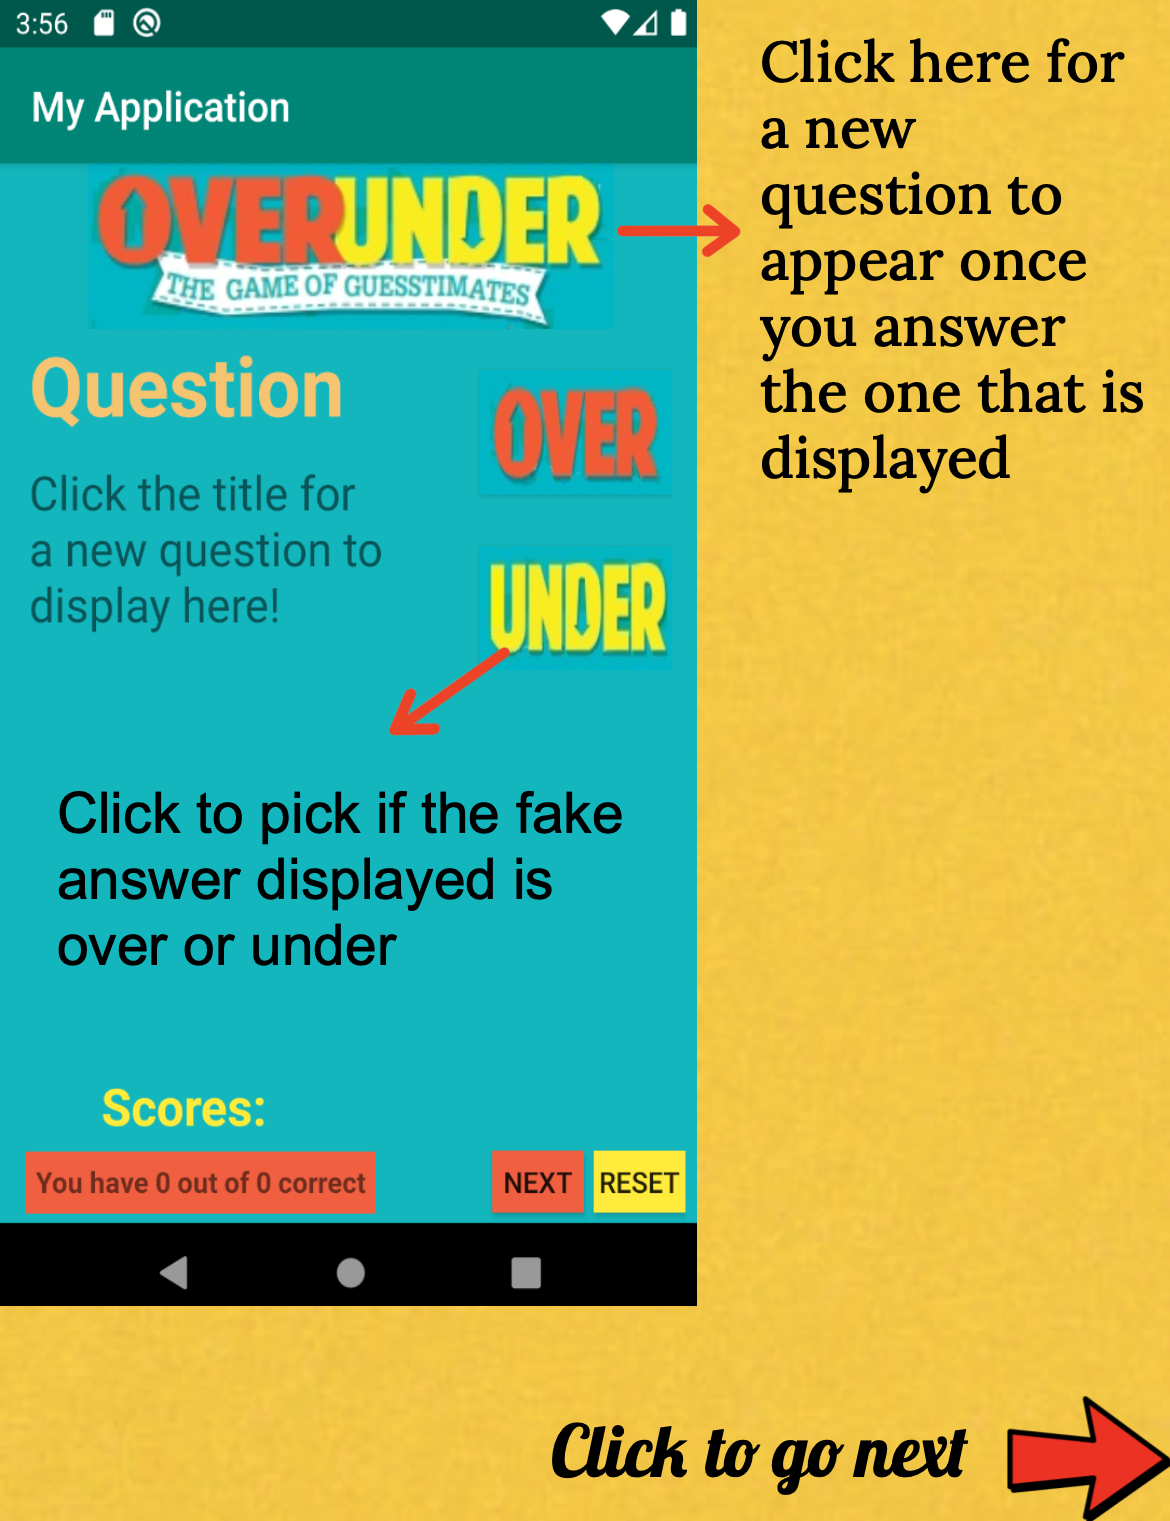 3:56
My Application
OVERUNDER
THE GAME OF GUESSTIMATES
Click here for
a new
question to
appear once
you answer
the one that is
displayed
Question
Click the title for
a new question to
display here!
OVER
UNDER
Click to pick if the fake
answer displayed is
over or under
Scores:
You have 0 out of 0 correct
NEXT
RESET
Click to go next